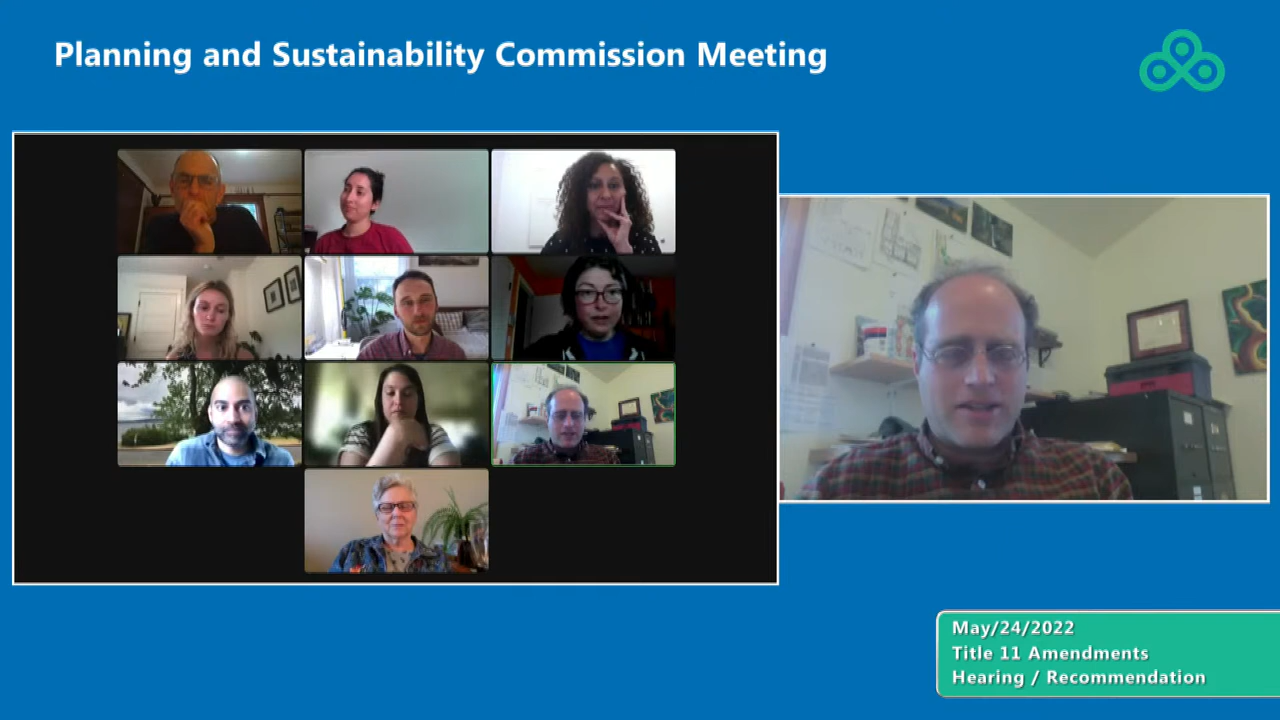 Planning and Sustainability Commission Meeting
May/24/2022
Title 11 Amendments
Hearing / Recommendation